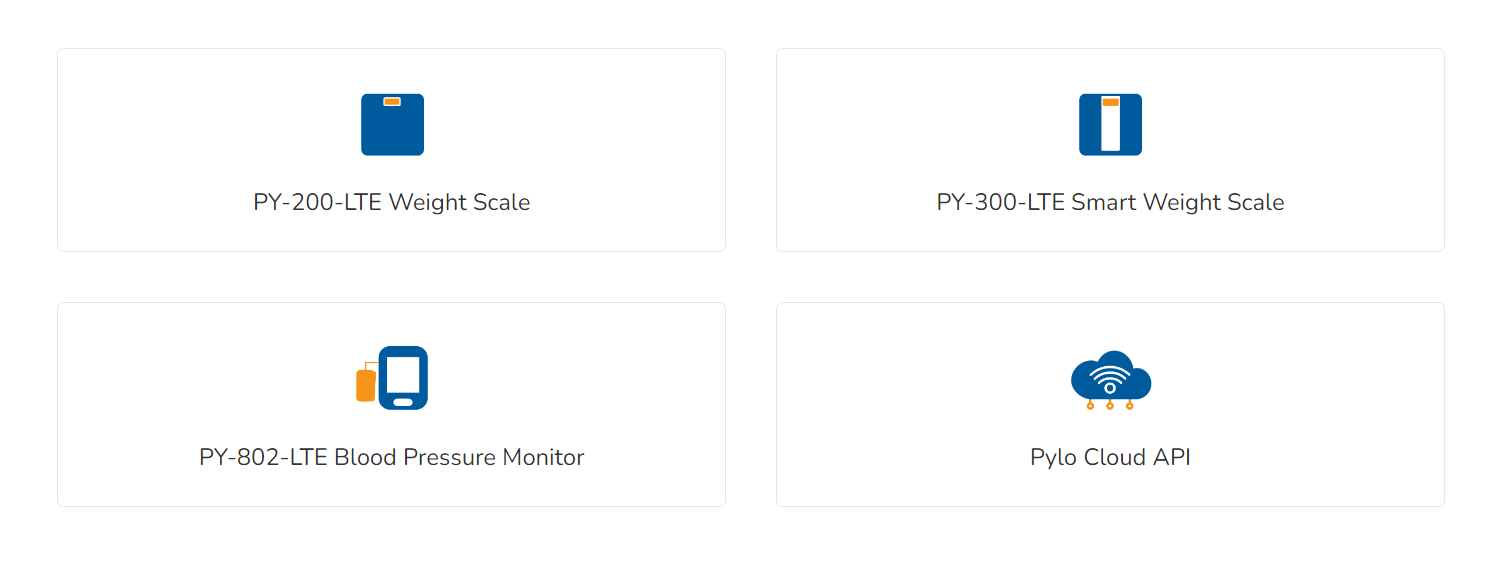 PY-200-LTE Weight Scale
PY-300-LTE Smart Weight Scale
PY-802-LTE Blood Pressure Monitor
Pylo Cloud API